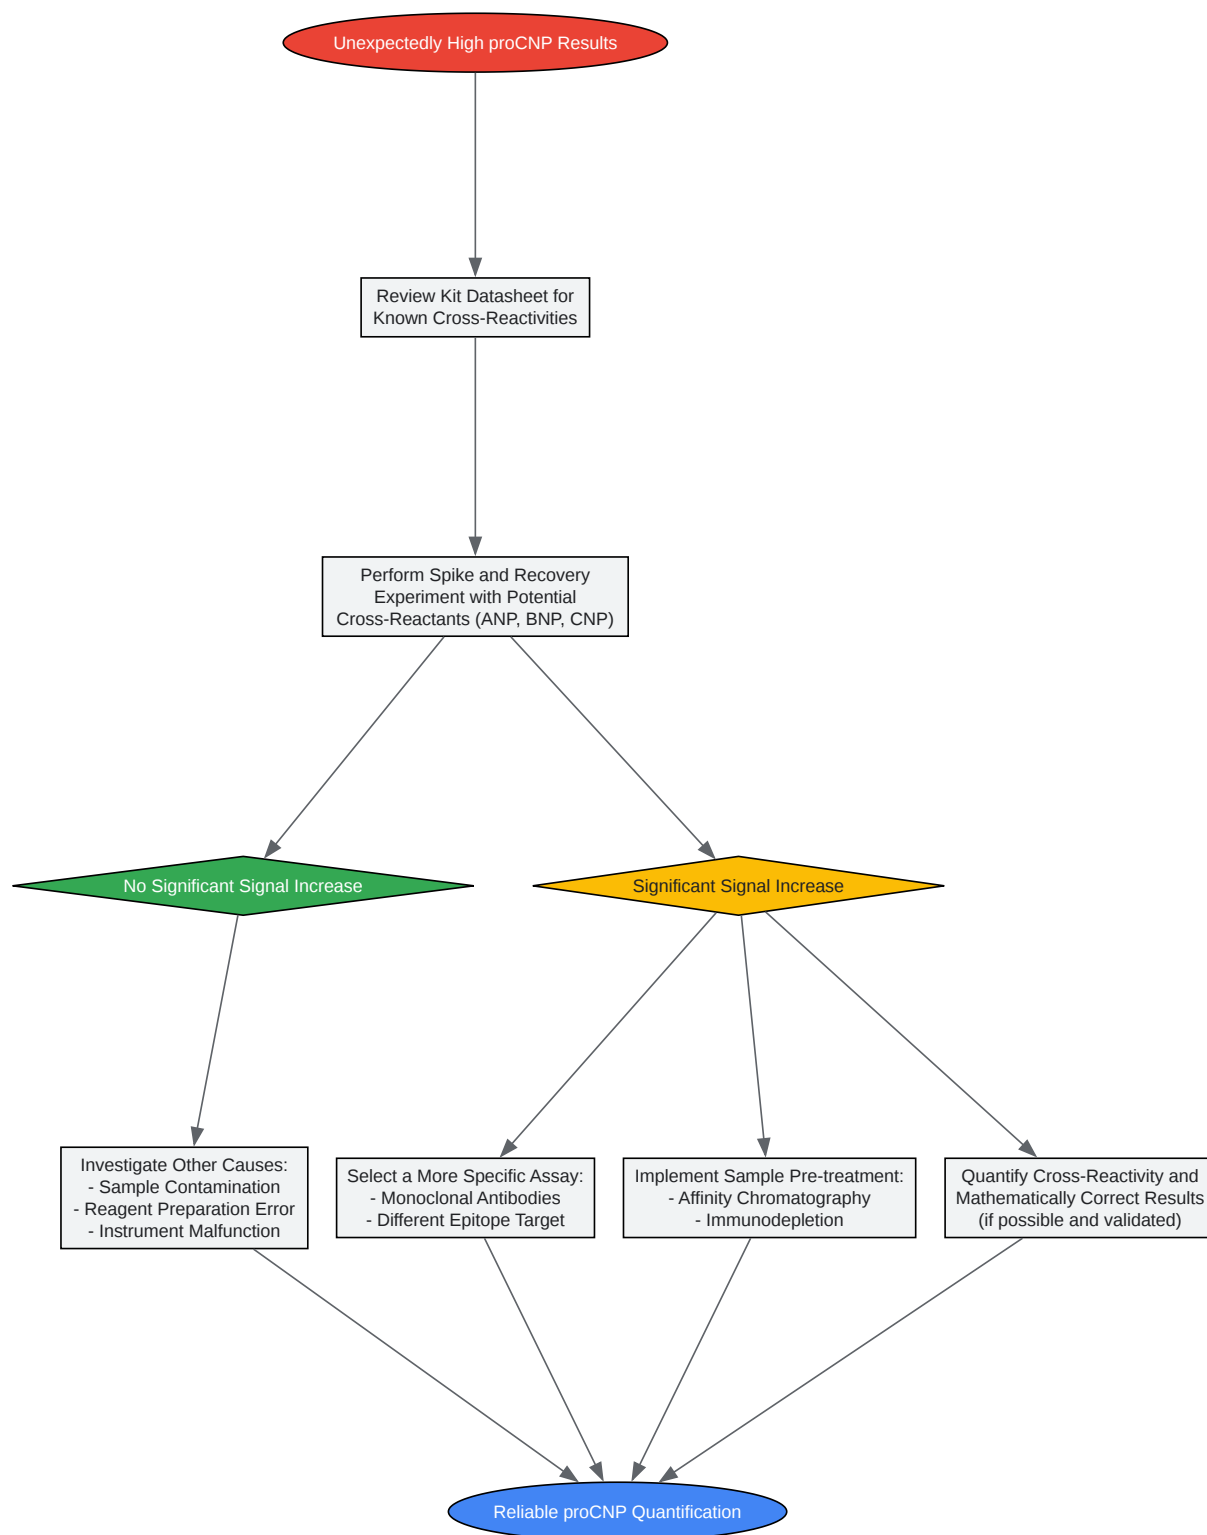 Unexpectedly High proCNP Results
Review Kit Datasheet for
Known Cross-Reactivities
Perform Spike and Recovery
Experiment with Potential
Cross-Reactants (ANP, BNP, CNP)
No Significant Signal Increase
Significant Signal Increase
Investigate Other Causes:
- Sample Contamination
- Reagent Preparation Error
- Instrument Malfunction
Select a More Specific Assay:
- Monoclonal Antibodies
- Different Epitope Target
Implement Sample Pre-treatment:
- Affinity Chromatography
- Immunodepletion
Quantify Cross-Reactivity and
Mathematically Correct Results
(if possible and validated)
Reliable proCNP Quantification